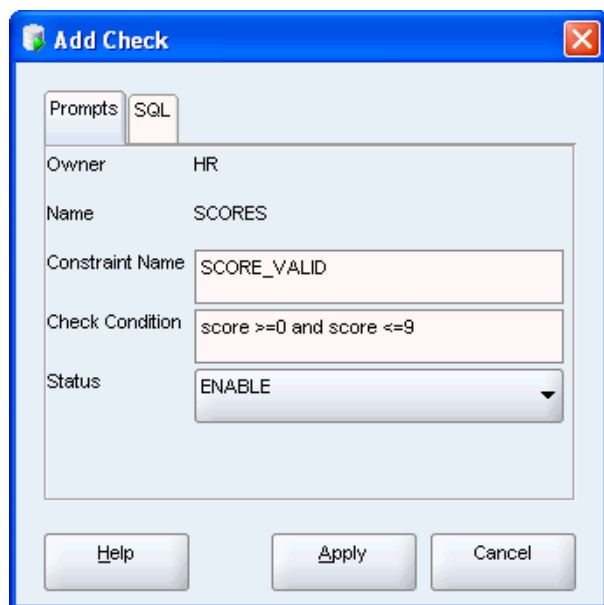 Add Check
Prompts SQL
Owner HR
Name SCORES
Constraint Name SCORE_VALID
Check Condition score >=0 and score <=9
Status ENABLE
Help Apply Cancel